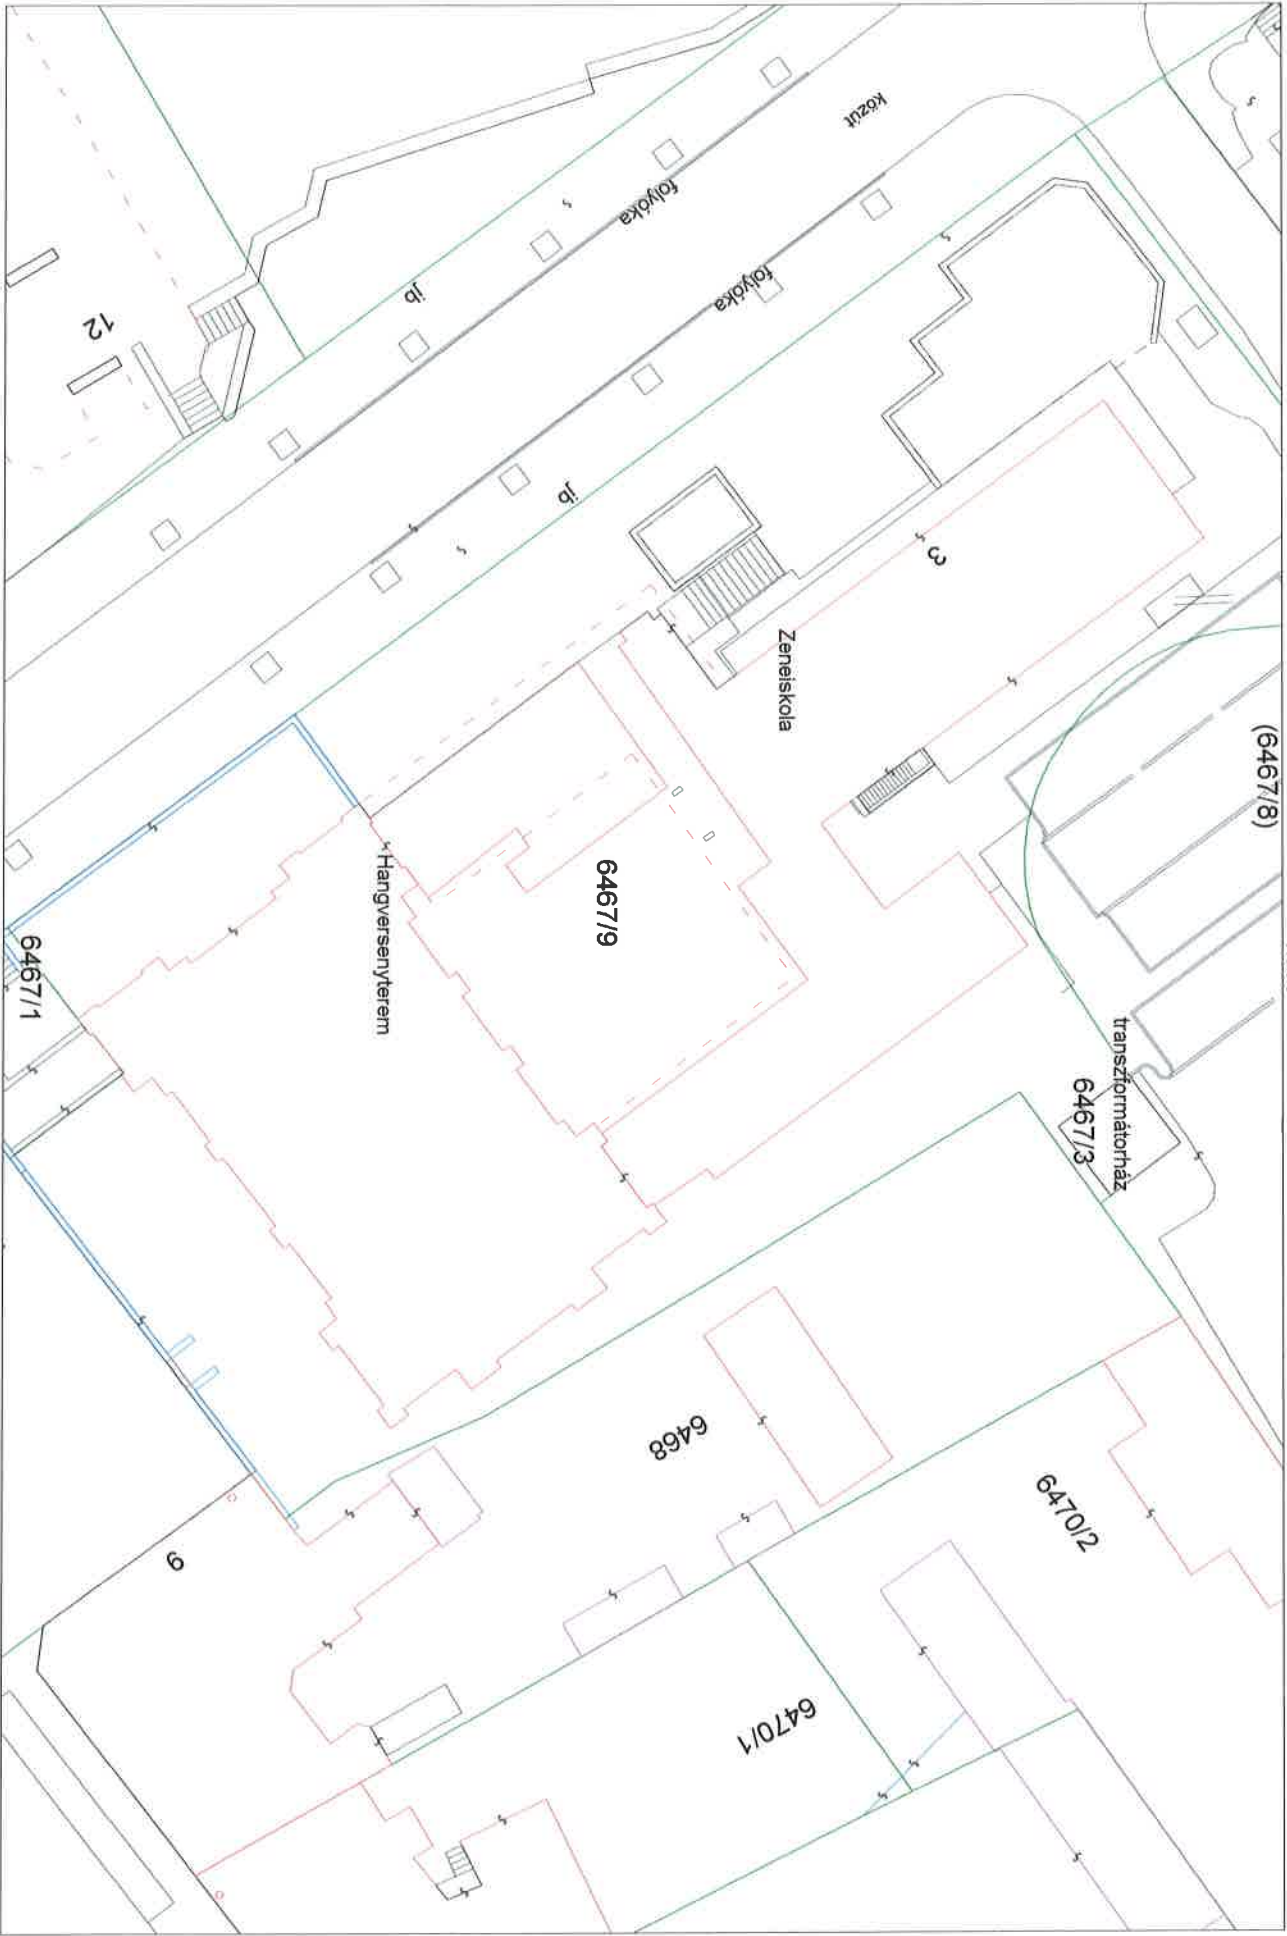 közút
folyóka
folyóka
jb
jb
12
3
Zeneiskola
(6467/8)
6467/9
Hangversenyterem
6467/1
transzformátorház
6467/3
6468
6470/2
9
6470/1